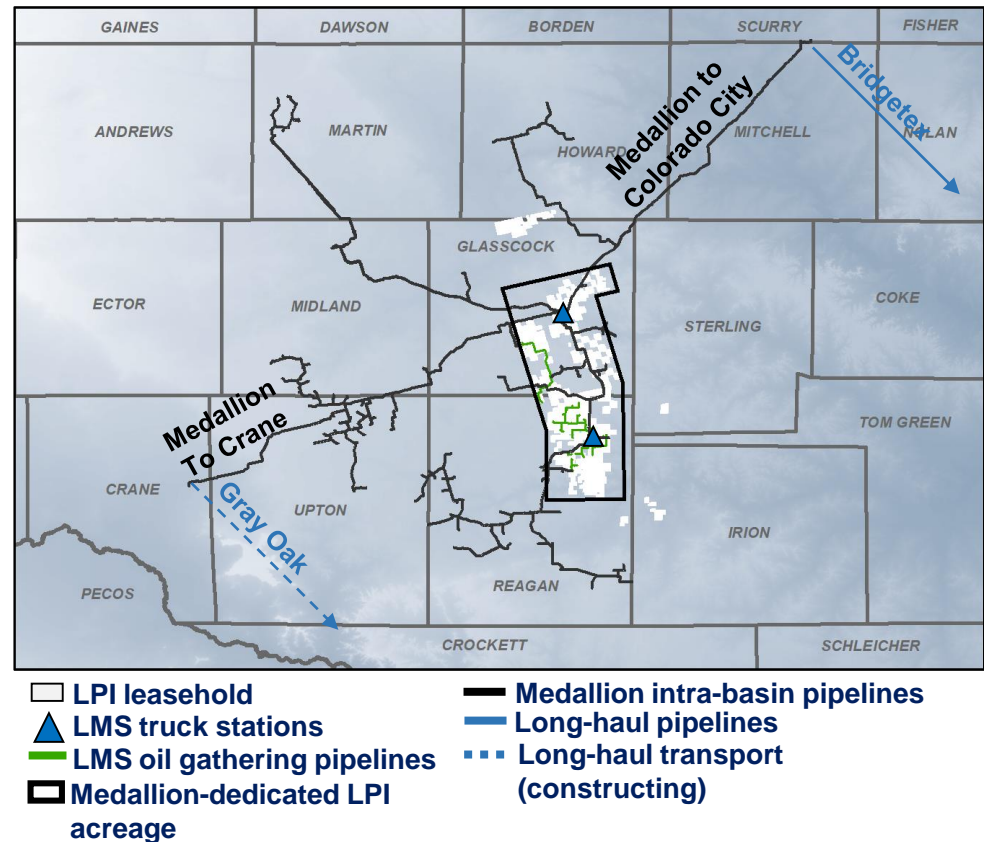 GAINES
DAWSON
BORDEN
SCURRY
FISHER
ANDREWS
MARTIN
HOWARD
MITCHELL
NOLAN
Medallion to
Colorado City
Bridgetex
GLASSCOCK
ECTOR
MIDLAND
STERLING
COKE
TOM GREEN
Medallion
To Crane
CRANE
UPTON
Gray Oak
IRION
REAGAN
PECOS
CROCKETT
SCHLEICHER
LPI leasehold
LMS truck stations
LMS oil gathering pipelines
Medallion-dedicated LPI
acreage
Medallion intra-basin pipelines
Long-haul pipelines
Long-haul transport
(constructing)